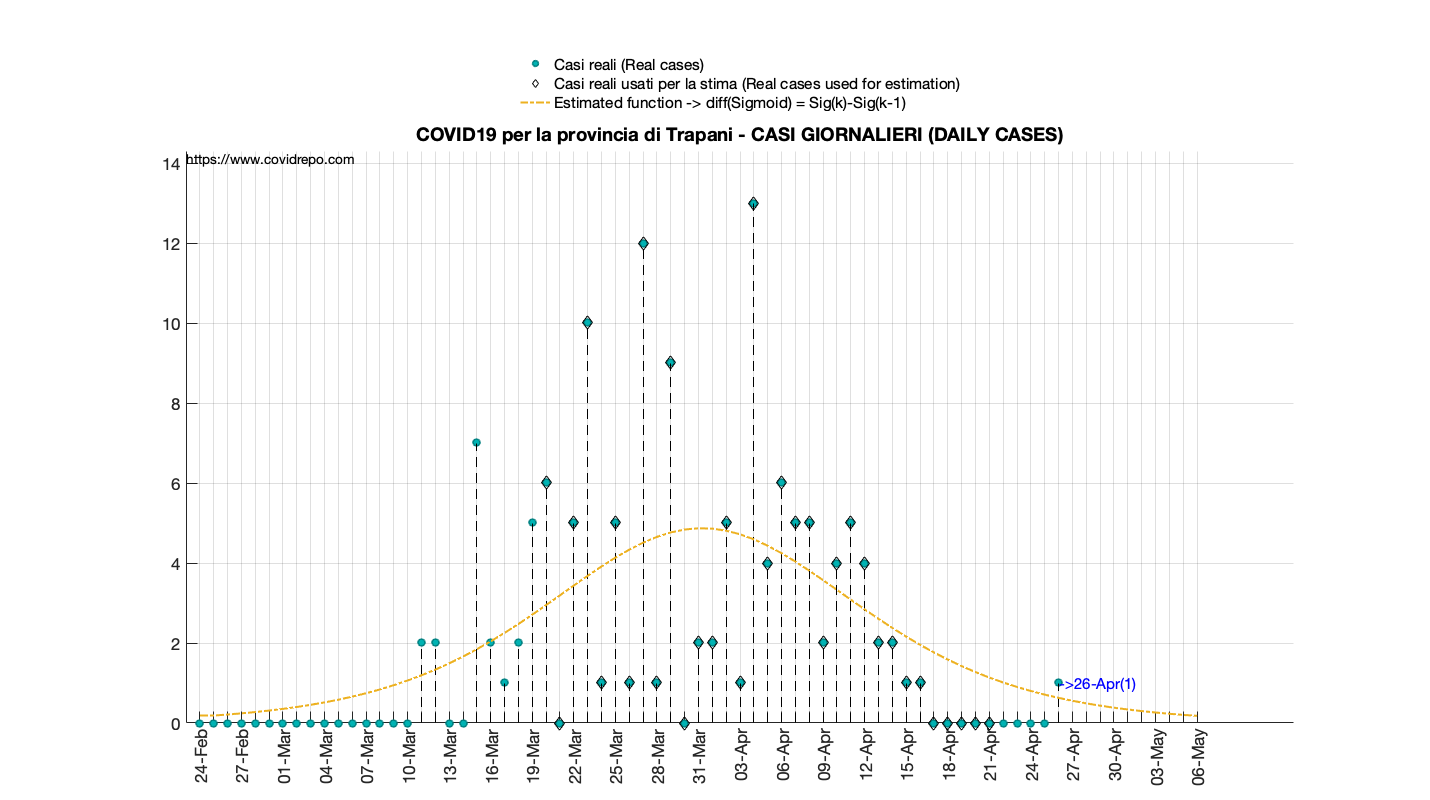 Casi reali (Real cases)
Casi reali usati per la stima (Real cases used for estimation)
Estimated function -> diff(Sigmoid) = Sig(k)-Sig(k-1)
COVID19 per la provincia di Trapani - CASI GIORNALIERI (DAILY CASES)
https://www.covidrepo.com
14
12
10
8
6
4
2
0
->26-Apr(1)
24-Feb
27-Feb
01-Mar
04-Mar
07-Mar
10-Mar
13-Mar
16-Mar
19-Mar
22-Mar
25-Mar
28-Mar
31-Mar
03-Apr
06-Apr
09-Apr
12-Apr
15-Apr
18-Apr
21-Apr
24-Apr
27-Apr
30-Apr
03-May
06-May